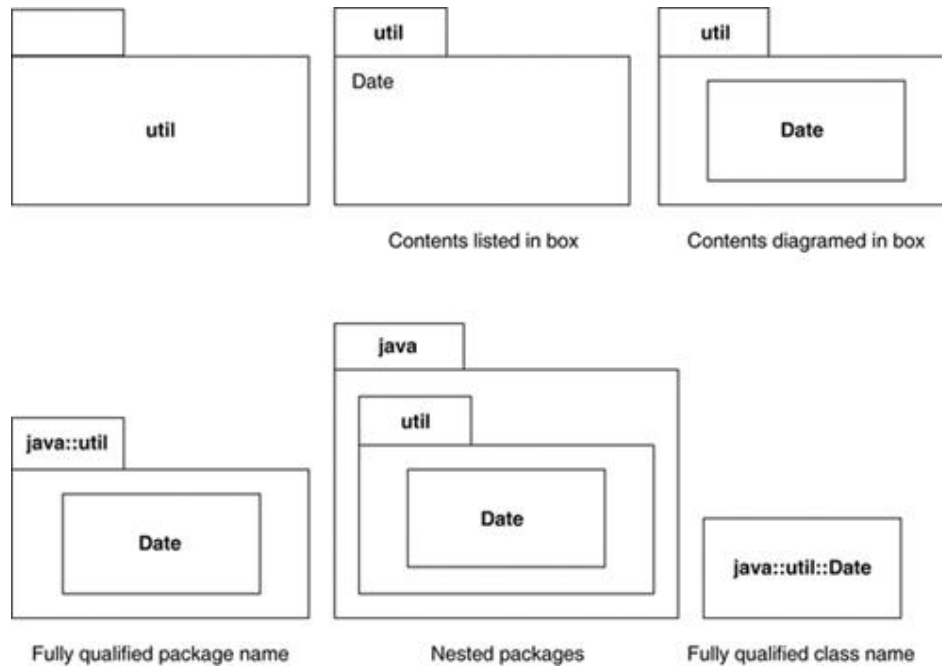 util
util
Date
util
Date
Contents listed in box
Contents diagramed in box
java::util
Date
java
util
Date
java::util::Date
Fully qualified package name
Nested packages
Fully qualified class name